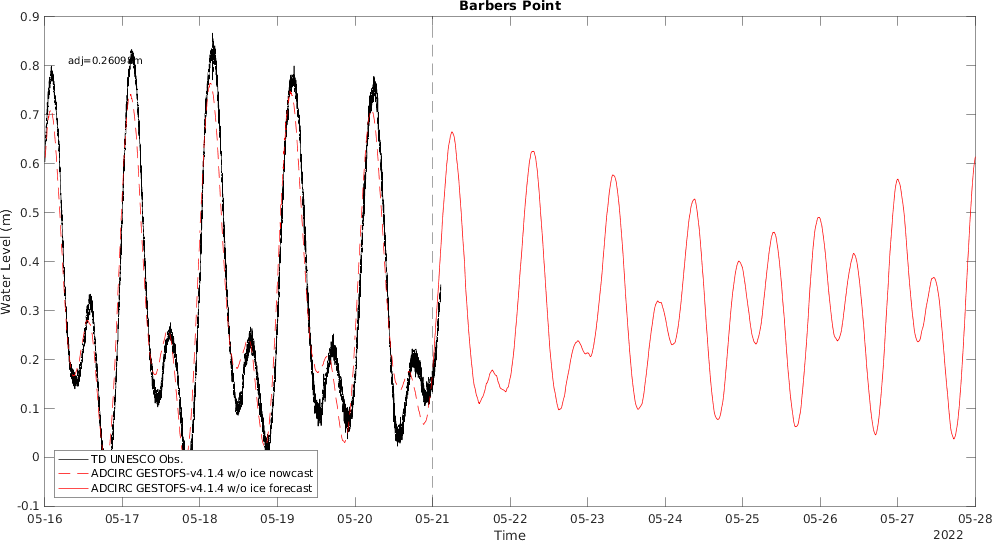 Barbers Point
0.9
0.8
0.7
0.6
0.5
0.4
0.3
0.2
0.1
0
-0.1
Water Level (m)
TD UNESCO Obs.
ADCIRC GESTOFS-v4.1.4 w/o ice nowcast
ADCIRC GESTOFS-v4.1.4 w/o ice forecast
05-16 05-17 05-18 05-19 05-20 05-21 05-22 05-23 05-24 05-25 05-26 05-27 05-28
Time
2022